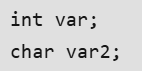 int var;
char var2;